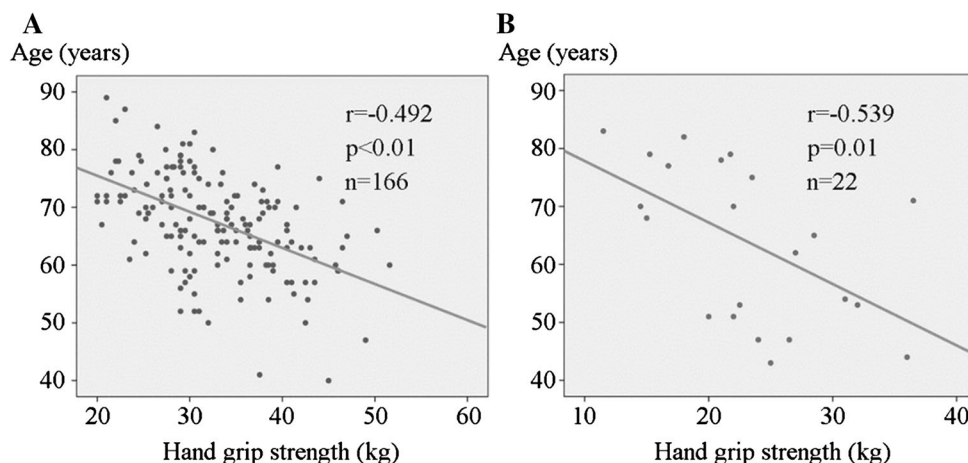 A
Age (years)
90
80
70
60
50
40
r=-0.492
p<0.01
n=166
20
30
40
50
60
Hand grip strength (kg)
B
Age (years)
90
80
70
60
50
40
r=-0.539
p=0.01
n=22
10
20
30
40
Hand grip strength (kg)